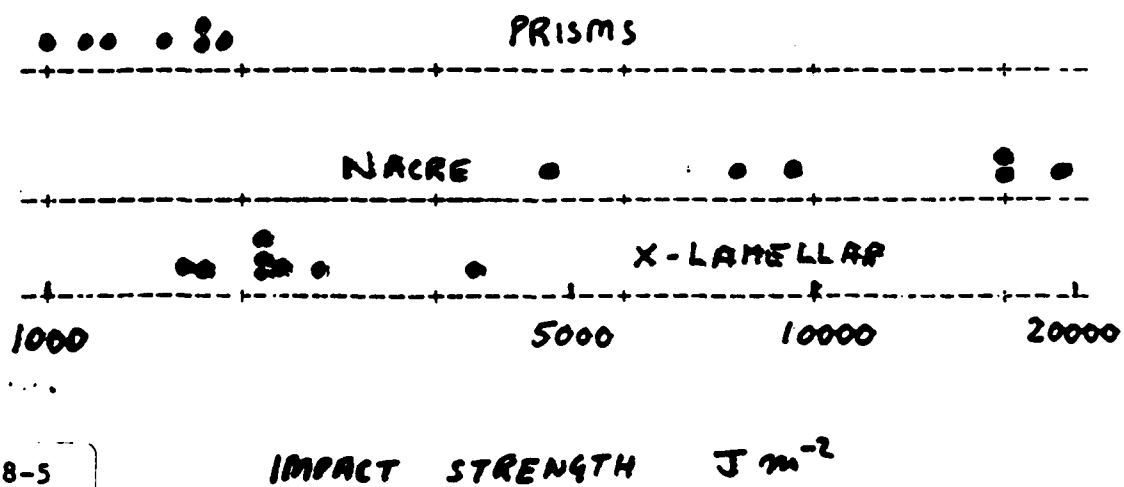 PRISMS
NACRE
X-LAMELLAR
1000 5000 10000 20000
8-5
IMPACT STRENGTH J m⁻²